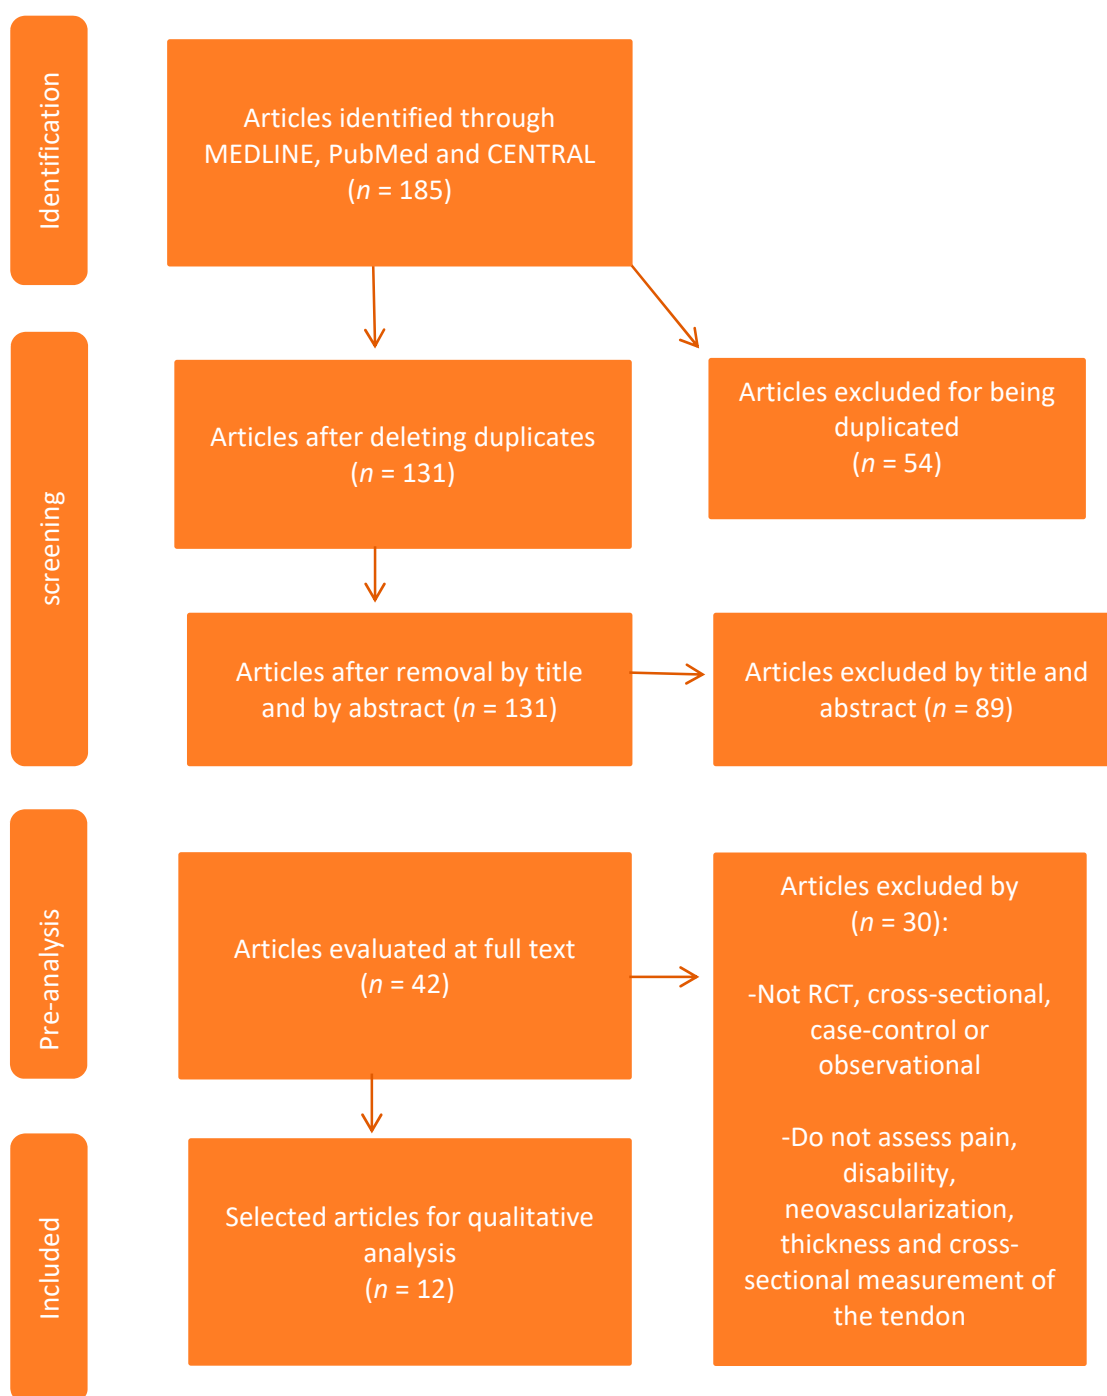 Identification
Articles identified through
MEDLINE, PubMed and CENTRAL
(n = 185)
screening
Articles after deleting duplicates
(n = 131)
Articles excluded for being
duplicated
(n = 54)
Articles after removal by title
and by abstract (n = 131)
Articles excluded by title and
abstract (n = 89)
Pre-analysis
Articles evaluated at full text
(n = 42)
Articles excluded by
(n = 30):
-Not RCT, cross-sectional,
case-control or
observational
-Do not assess pain,
disability,
neovascularization,
thickness and cross-
sectional measurement of
the tendon
Included
Selected articles for qualitative
analysis
(n = 12)